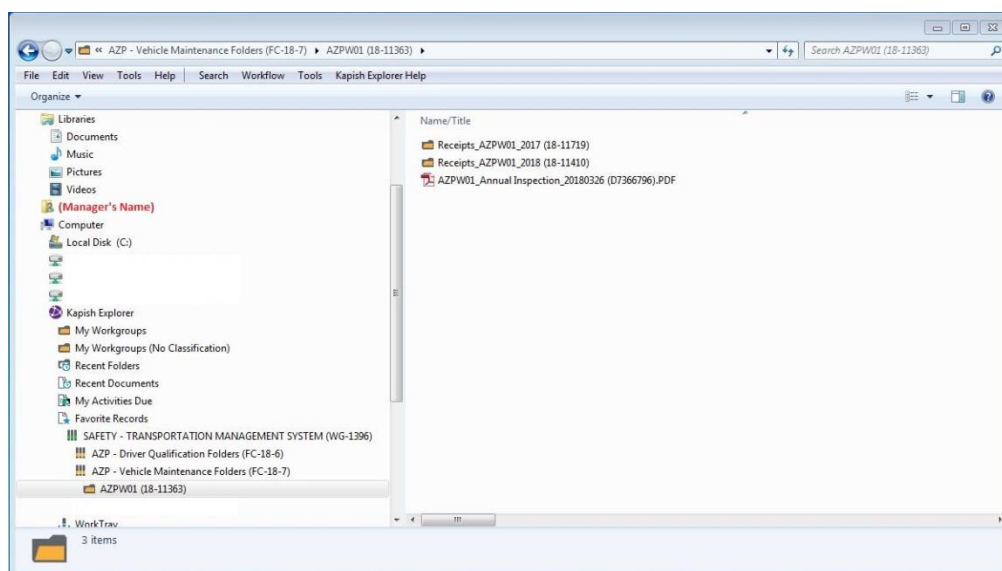 « AZP - Vehicle Maintenance Folders (FC-18-7) ▸ AZPW01 (18-11363) ▸
Search AZPW01 (18-11363)
File Edit View Tools Help Search Workflow Tools Kapish Explorer Help
Organize
Libraries
Documents
Music
Pictures
Videos
(Manager's Name)
Computer
Local Disk (C:)
Kapish Explorer
My Workgroups
My Workgroups (No Classification)
Recent Folders
Recent Documents
My Activities Due
Favorite Records
SAFETY - TRANSPORTATION MANAGEMENT SYSTEM (WG-1396)
AZP - Driver Qualification Folders (FC-18-6)
AZP - Vehicle Maintenance Folders (FC-18-7)
AZPW01 (18-11363)
WorkTray
Name/Title
Receipts_AZPW01_2017 (18-11719)
Receipts_AZPW01_2018 (18-11410)
AZPW01_Annual Inspection_20180326 (D7366796).PDF
3 items